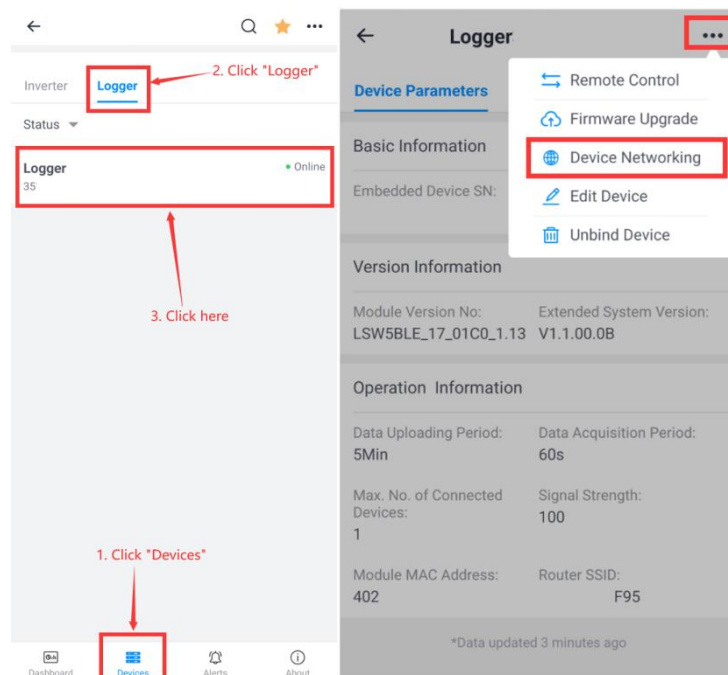 Inverter
Logger
2. Click "Logger"
Status
Logger
35
Online
3. Click here
1. Click "Devices"
Dashboard
Devices
Alerts
About
Logger
Device Parameters
Remote Control
Firmware Upgrade
Device Networking
Edit Device
Unbind Device
Basic Information
Embedded Device SN:
Version Information
Module Version No:
LSW5BLE_17_01C0_1.13
Extended System Version:
V1.1.00.0B
Operation Information
Data Uploading Period:
5Min
Data Acquisition Period:
60s
Max. No. of Connected
Devices:
1
Signal Strength:
100
Module MAC Address:
402
Router SSID:
F95
*Data updated 3 minutes ago